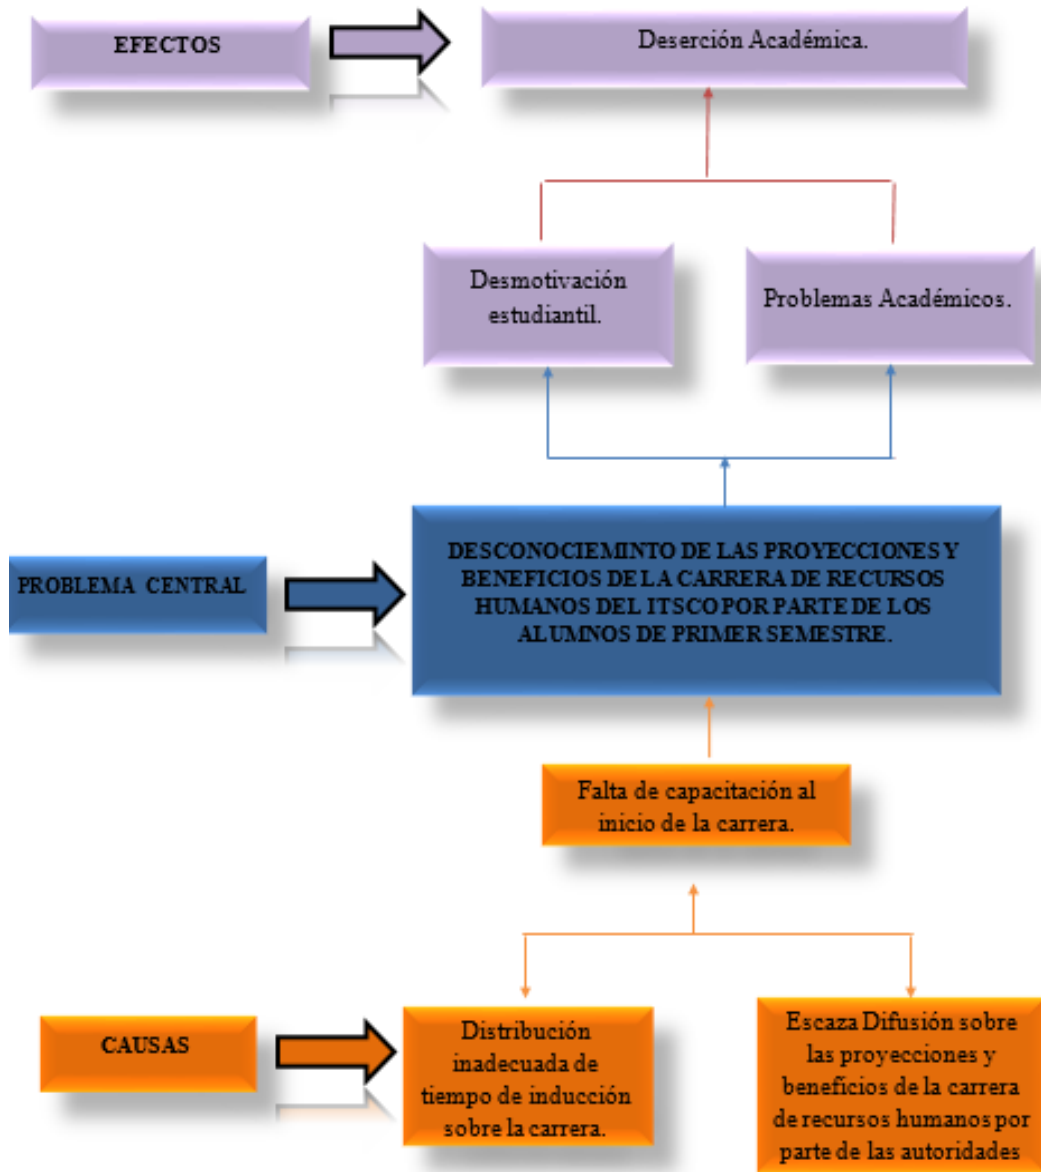 EFECTOS
Deserción Académica.
Desmotivación
estudiantil.
Problemas Académicos.
PROBLEMA CENTRAL
DESCONOCIEMINTO DE LAS PROYECCIONES Y
BENEFICIOS DE LA CARRERA DE RECURSOS
HUMANOS DEL ITSCO POR PARTE DE LOS
ALUMNOS DE PRIMER SEMESTRE.
Falta de capacitación al
inicio de la carrera.
CAUSAS
Distribución
inadecuada de
tiempo de inducción
sobre la carrera.
Escaza Difusión sobre
las proyecciones y
beneficios de la carrera
de recursos humanos por
parte de las autoridades